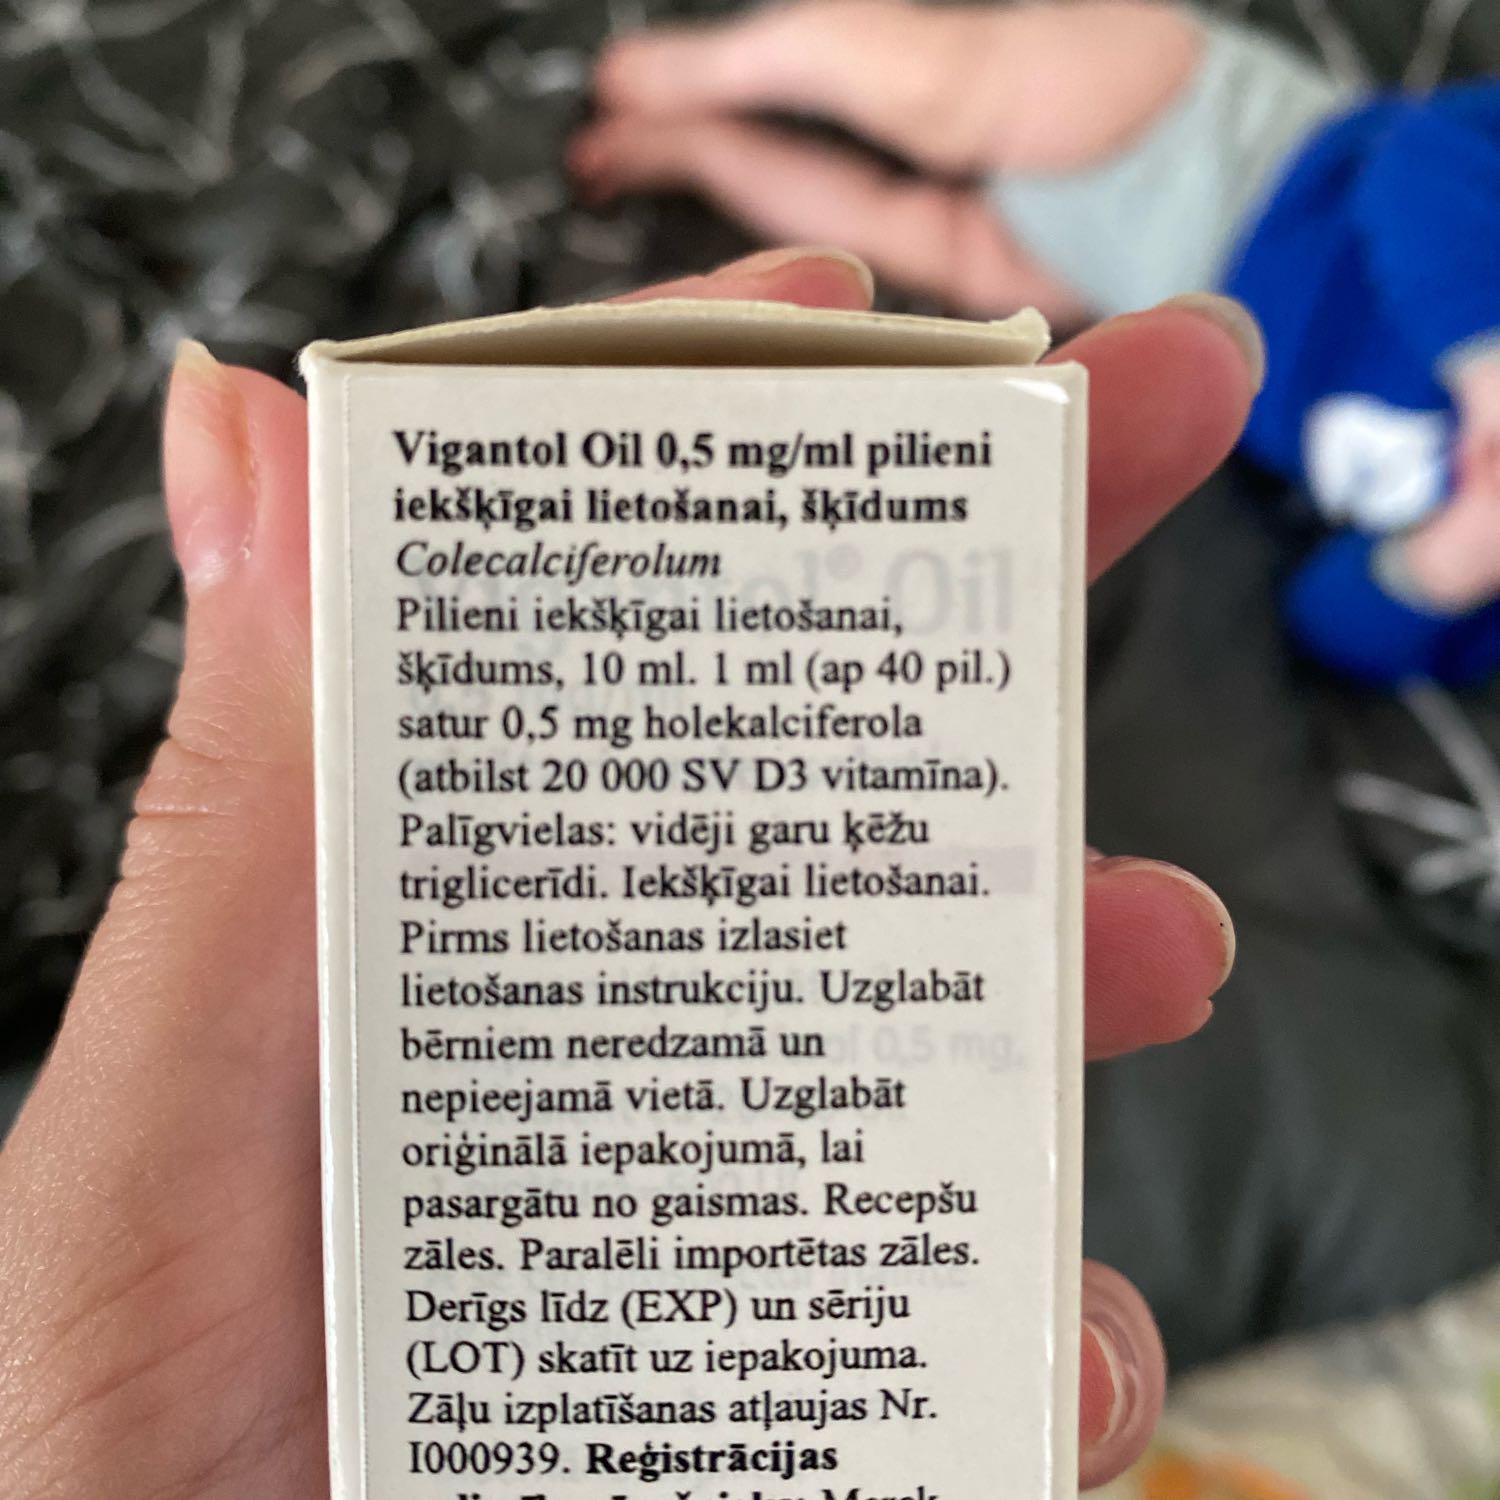 Vigantol Oil 0,5 mg/ml pilieni
iekšķīgai lietošanai, šķīdums
Colecalciferolum
Pilieni iekšķīgai lietošanai,
šķīdums, 10 ml. 1 ml (ap 40 pil.)
satur 0,5 mg holekalciferola
(atbilst 20 000 SV D3 vitamīna).
Palīgvielas: vidēji garu ķēžu
triglicerīdi. Iekšķīgai lietošanai.
Pirms lietošanas izlasiet
lietošanas instrukciju. Uzglabāt
bērniem neredzamā un
nepieejamā vietā. Uzglabāt
oriģinālā iepakojumā, lai
pasargātu no gaismas. Recepšu
zāles. Paralēli importētas zāles.
Derīgs līdz (EXP) un sēriju
(LOT) skatīt uz iepakojuma.
Zāļu izplatīšanas atļaujas Nr.
I000939. Reģistrācijas